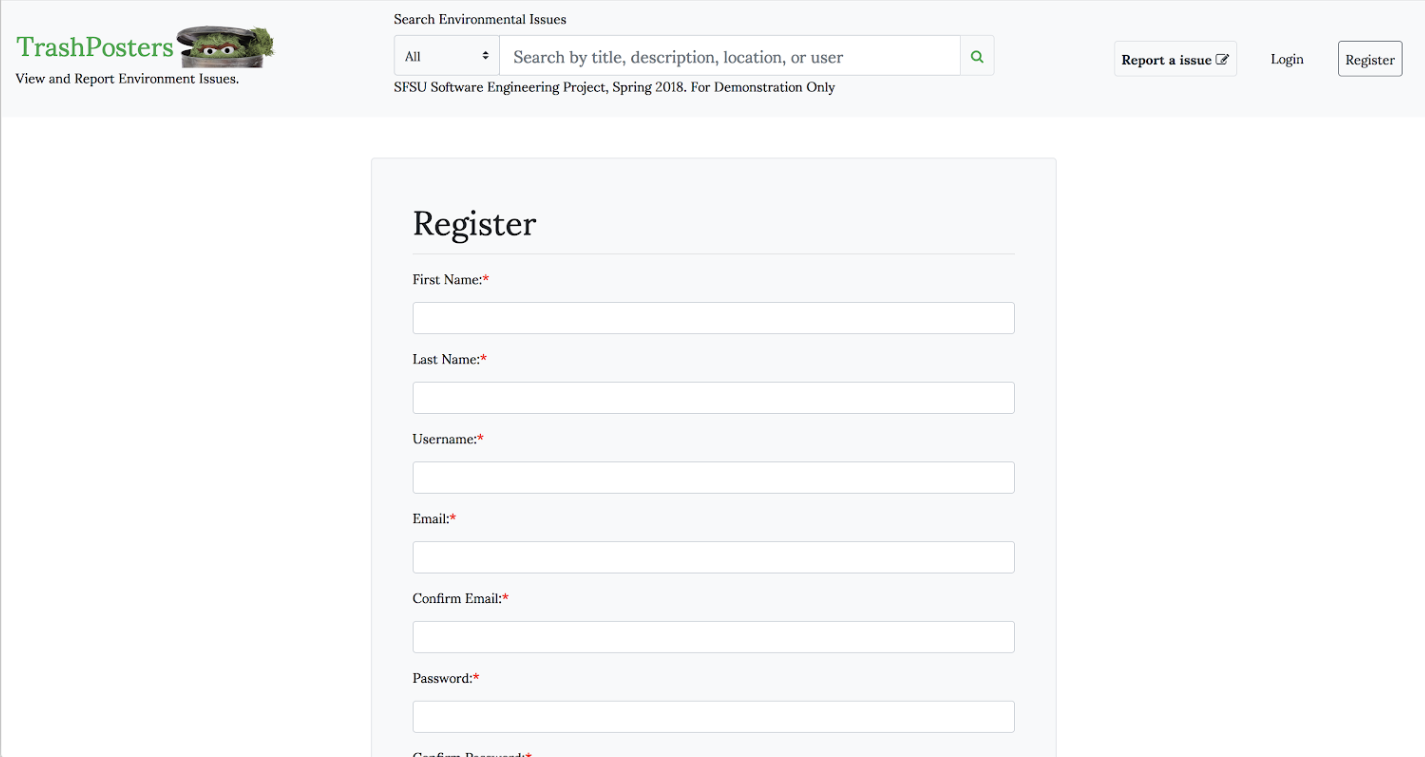 TrashPosters
View and Report Environment Issues.
Search Environmental Issues
All
Search by title, description, location, or user
SFSU Software Engineering Project, Spring 2018. For Demonstration Only
Report a issue
Login
Register
Register
First Name:*
Last Name:*
Username:*
Email:*
Confirm Email:*
Password:*
Confirm Password:*